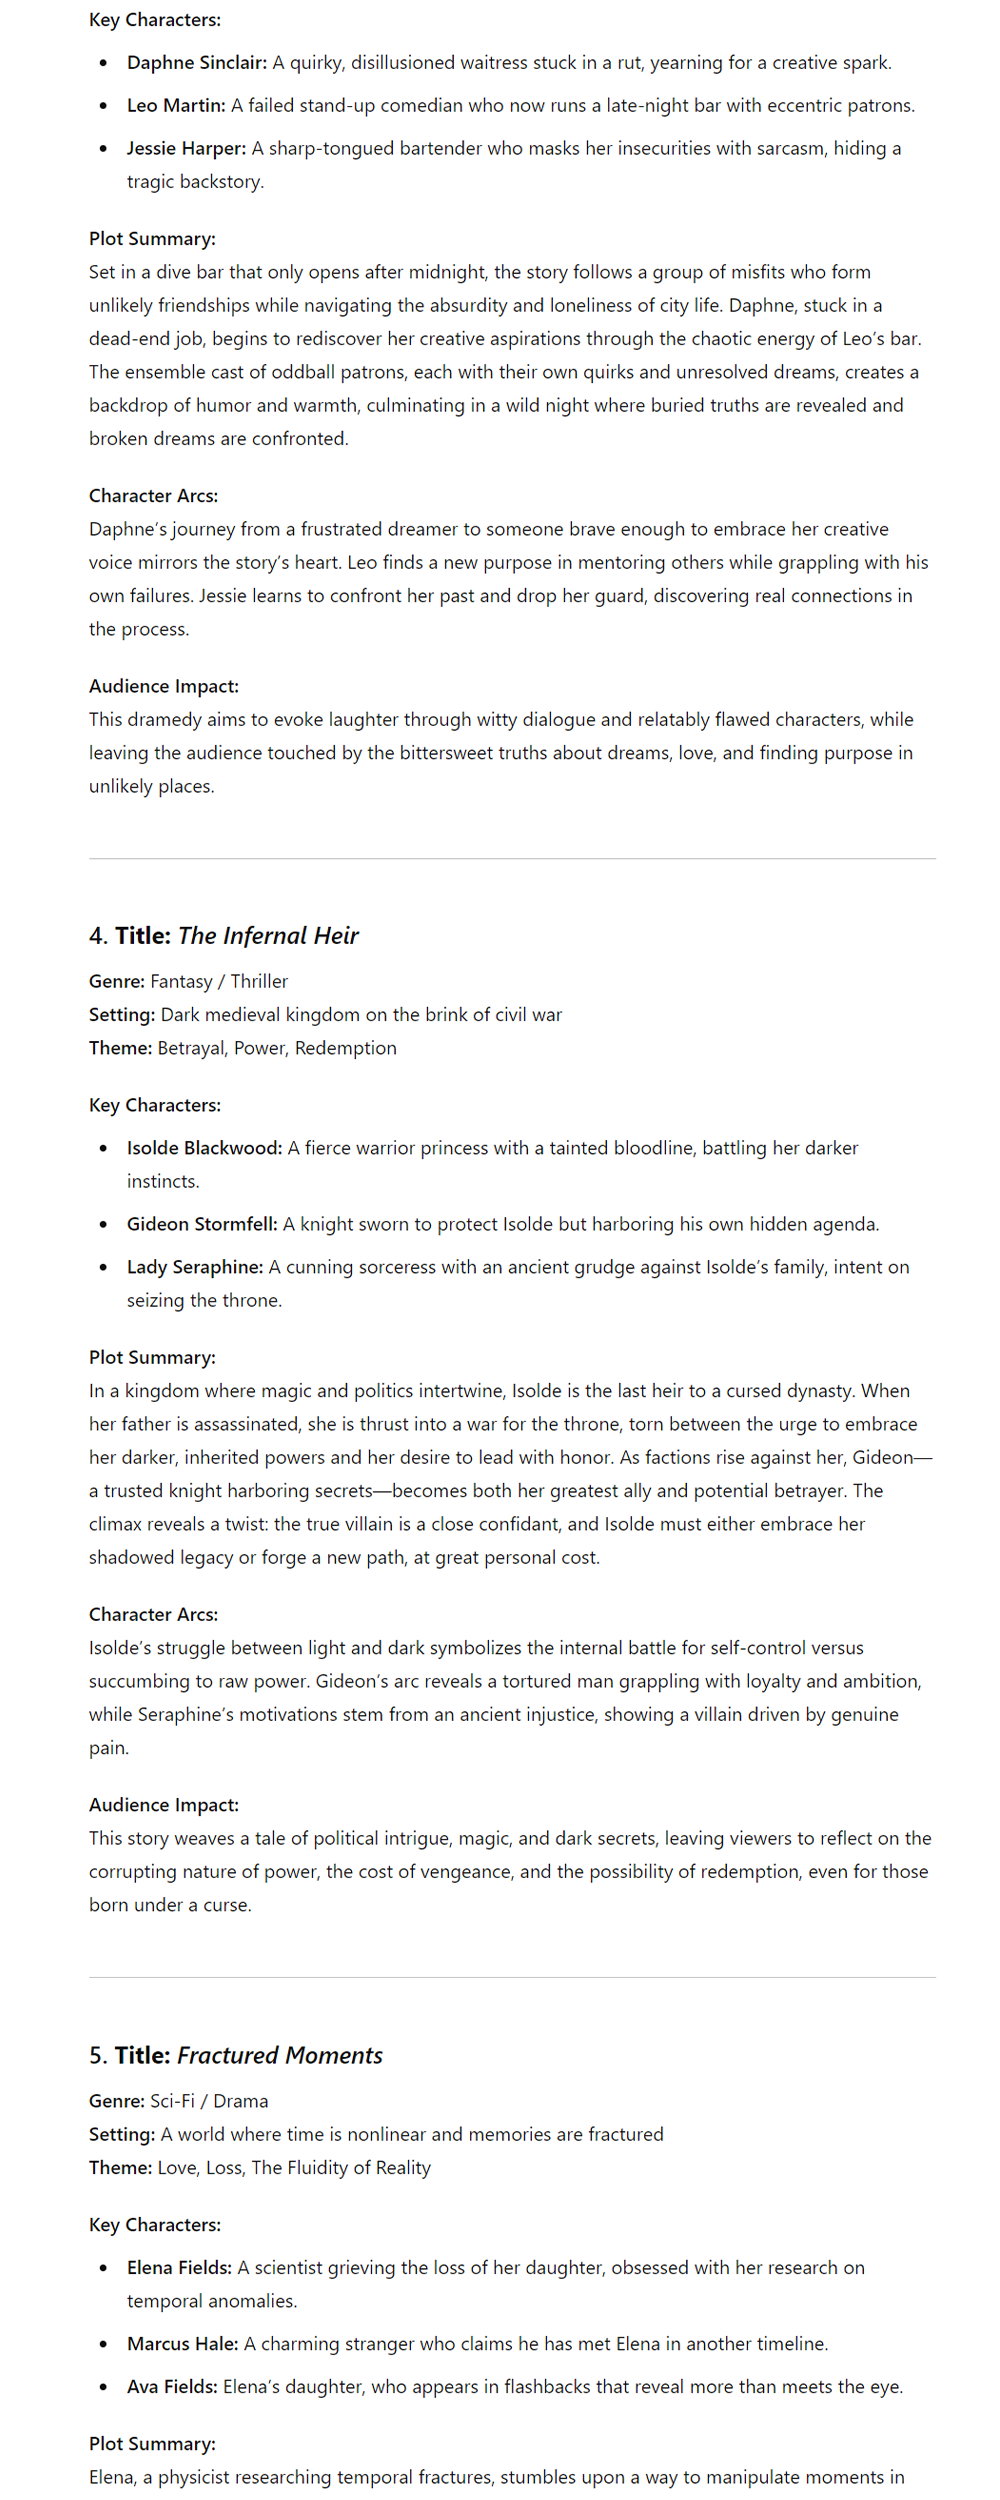 Key Characters:
• Daphne Sinclair: A quirky, disillusioned waitress stuck in a rut, yearning for a creative spark.
• Leo Martin: A failed stand-up comedian who now runs a late-night bar with eccentric patrons.
• Jessie Harper: A sharp-tongued bartender who masks her insecurities with sarcasm, hiding a
tragic backstory.
Plot Summary:
Set in a dive bar that only opens after midnight, the story follows a group of misfits who form
unlikely friendships while navigating the absurdity and loneliness of city life. Daphne, stuck in a
dead-end job, begins to rediscover her creative aspirations through the chaotic energy of Leo’s bar.
The ensemble cast of oddball patrons, each with their own quirks and unresolved dreams, creates a
backdrop of humor and warmth, culminating in a wild night where buried truths are revealed and
broken dreams are confronted.
Character Arcs:
Daphne’s journey from a frustrated dreamer to someone brave enough to embrace her creative
voice mirrors the story’s heart. Leo finds a new purpose in mentoring others while grappling with his
own failures. Jessie learns to confront her past and drop her guard, discovering real connections in
the process.
Audience Impact:
This dramedy aims to evoke laughter through witty dialogue and relatably flawed characters, while
leaving the audience touched by the bittersweet truths about dreams, love, and finding purpose in
unlikely places.
4. Title: The Infernal Heir
Genre: Fantasy / Thriller
Setting: Dark medieval kingdom on the brink of civil war
Theme: Betrayal, Power, Redemption
Key Characters:
• Isolde Blackwood: A fierce warrior princess with a tainted bloodline, battling her darker
instincts.
• Gideon Stormfell: A knight sworn to protect Isolde but harboring his own hidden agenda.
• Lady Seraphine: A cunning sorceress with an ancient grudge against Isolde’s family, intent on
seizing the throne.
Plot Summary:
In a kingdom where magic and politics intertwine, Isolde is the last heir to a cursed dynasty. When
her father is assassinated, she is thrust into a war for the throne, torn between the urge to embrace
her darker, inherited powers and her desire to lead with honor. As factions rise against her, Gideon—
a trusted knight harboring secrets—becomes both her greatest ally and potential betrayer. The
climax reveals a twist: the true villain is a close confidant, and Isolde must either embrace her
shadowed legacy or forge a new path, at great personal cost.
Character Arcs:
Isolde’s struggle between light and dark symbolizes the internal battle for self-control versus
succumbing to raw power. Gideon’s arc reveals a tortured man grappling with loyalty and ambition,
while Seraphine’s motivations stem from an ancient injustice, showing a villain driven by genuine
pain.
Audience Impact:
This story weaves a tale of political intrigue, magic, and dark secrets, leaving viewers to reflect on the
corrupting nature of power, the cost of vengeance, and the possibility of redemption, even for those
born under a curse.
5. Title: Fractured Moments
Genre: Sci-Fi / Drama
Setting: A world where time is nonlinear and memories are fractured
Theme: Love, Loss, The Fluidity of Reality
Key Characters:
• Elena Fields: A scientist grieving the loss of her daughter, obsessed with her research on
temporal anomalies.
• Marcus Hale: A charming stranger who claims he has met Elena in another timeline.
• Ava Fields: Elena’s daughter, who appears in flashbacks that reveal more than meets the eye.
Plot Summary:
Elena, a physicist researching temporal fractures, stumbles upon a way to manipulate moments in